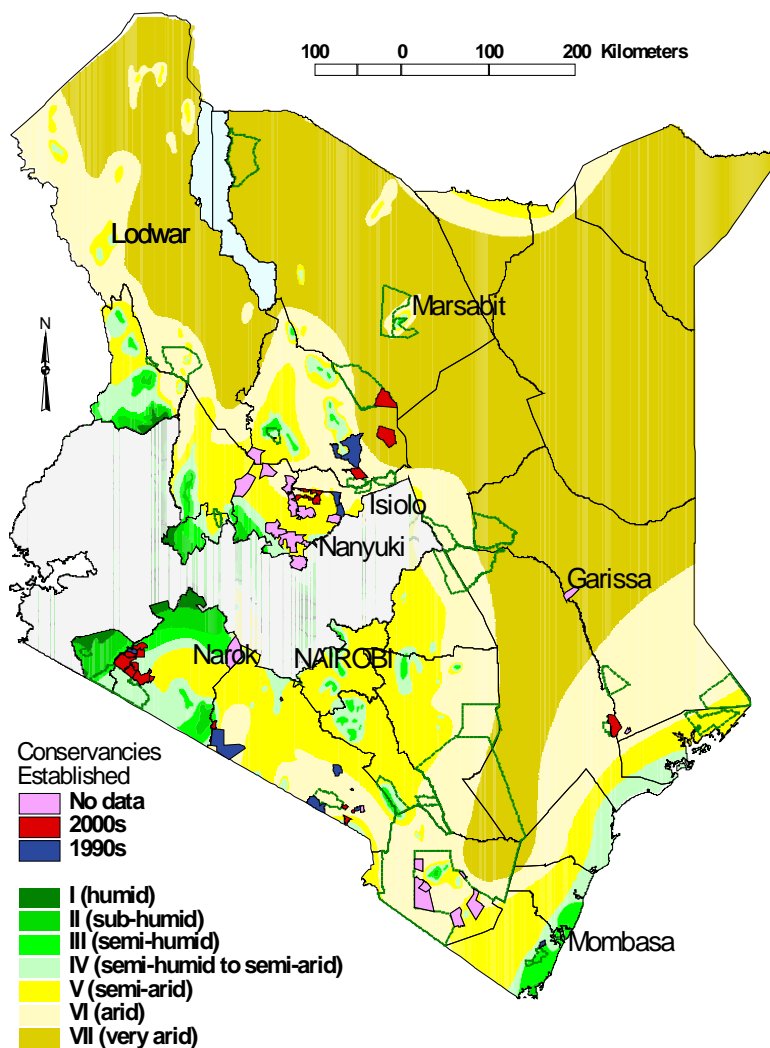 100 0 100 200 Kilometers
Lodwar
Marsabit
N
Isiolo
Nanyuki
Garissa
Narok
NAIROBI
Mombasa
Conservancies
Established
No data
2000s
1990s
I (humid)
II (sub-humid)
III (semi-humid)
IV (semi-humid to semi-arid)
V (semi-arid)
VI (arid)
VII (very arid)